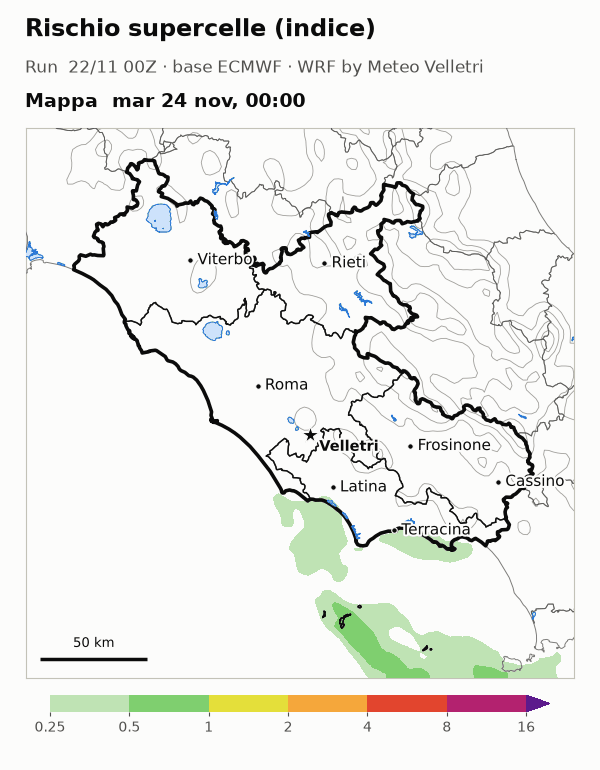 Rischio supercelle (indice)
Run  22/11 00Z · base ECMWF · WRF by Meteo Velletri
Mappa  mar 24 nov, 00:00
Viterbo
Rieti
Roma
Velletri
Frosinone
Cassino
Latina
Terracina
50 km
0.25 0.5 1 2 4 8 16